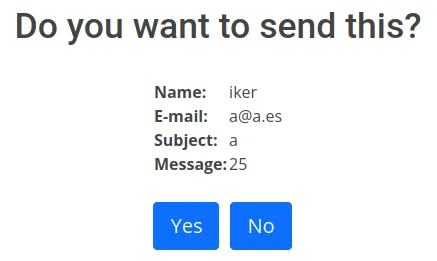 Do you want to send this?
Name: iker
E-mail: a@a.es
Subject: a
Message: 25
Yes No